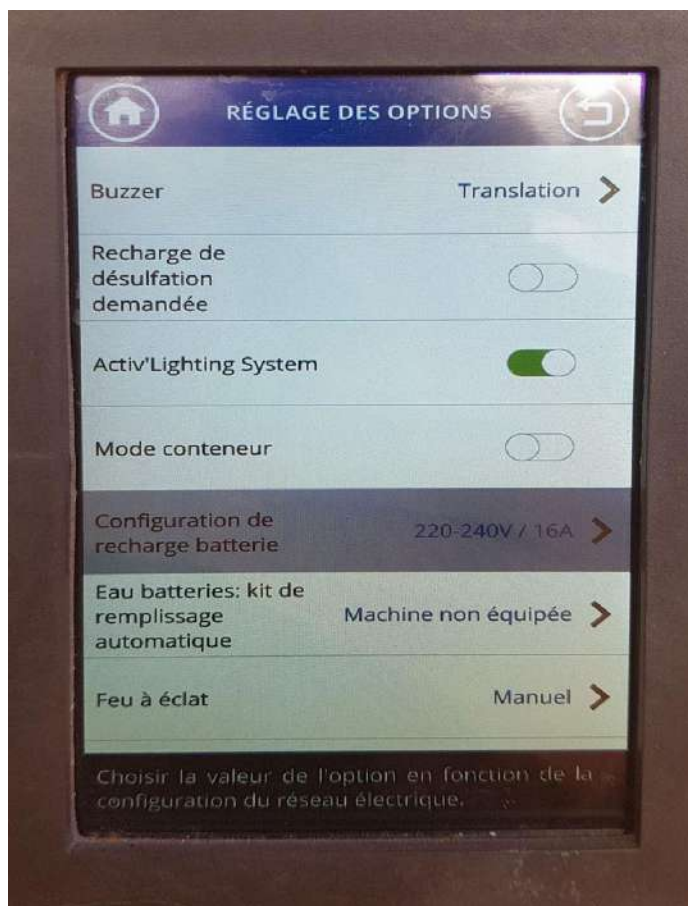 RÉGLAGE DES OPTIONS
Buzzer Translation
Recharge de
désulfation
demandée
Activ'Lighting System
Mode conteneur
Configuration de
recharge batterie 220-240V / 16A
Eau batteries: kit de
remplissage
automatique Machine non équipée
Feu à éclat Manuel
Choisir la valeur de l'option en fonction de la
configuration du réseau électrique.